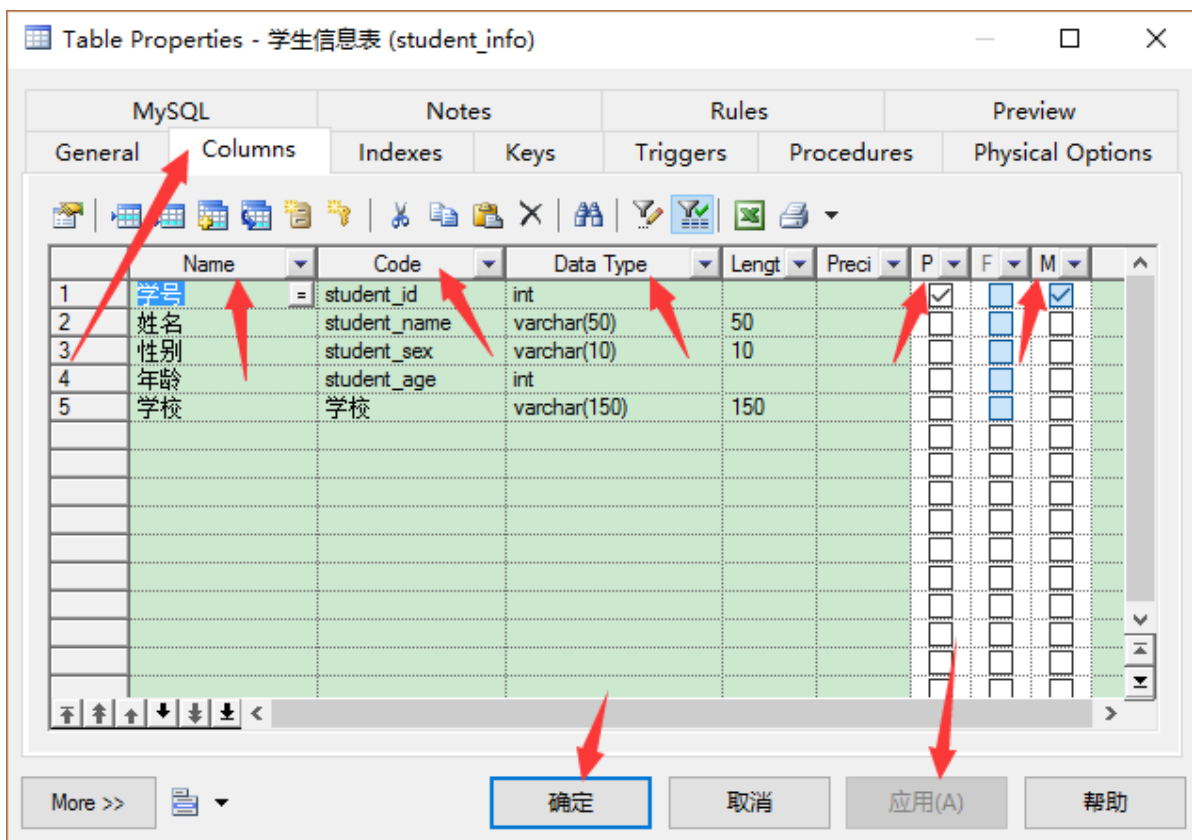 Table Properties - 学生信息表 (student_info)
MySQL Notes Rules Preview
General Columns Indexes Keys Triggers Procedures Physical Options
Name Code Data Type Lengt Preci P F M
1 学号 = student_id int
2 姓名 student_name varchar(50) 50
3 性别 student_sex varchar(10) 10
4 年龄 student_age int
5 学校 学校 varchar(150) 150
More >> 确定 取消 应用(A) 帮助